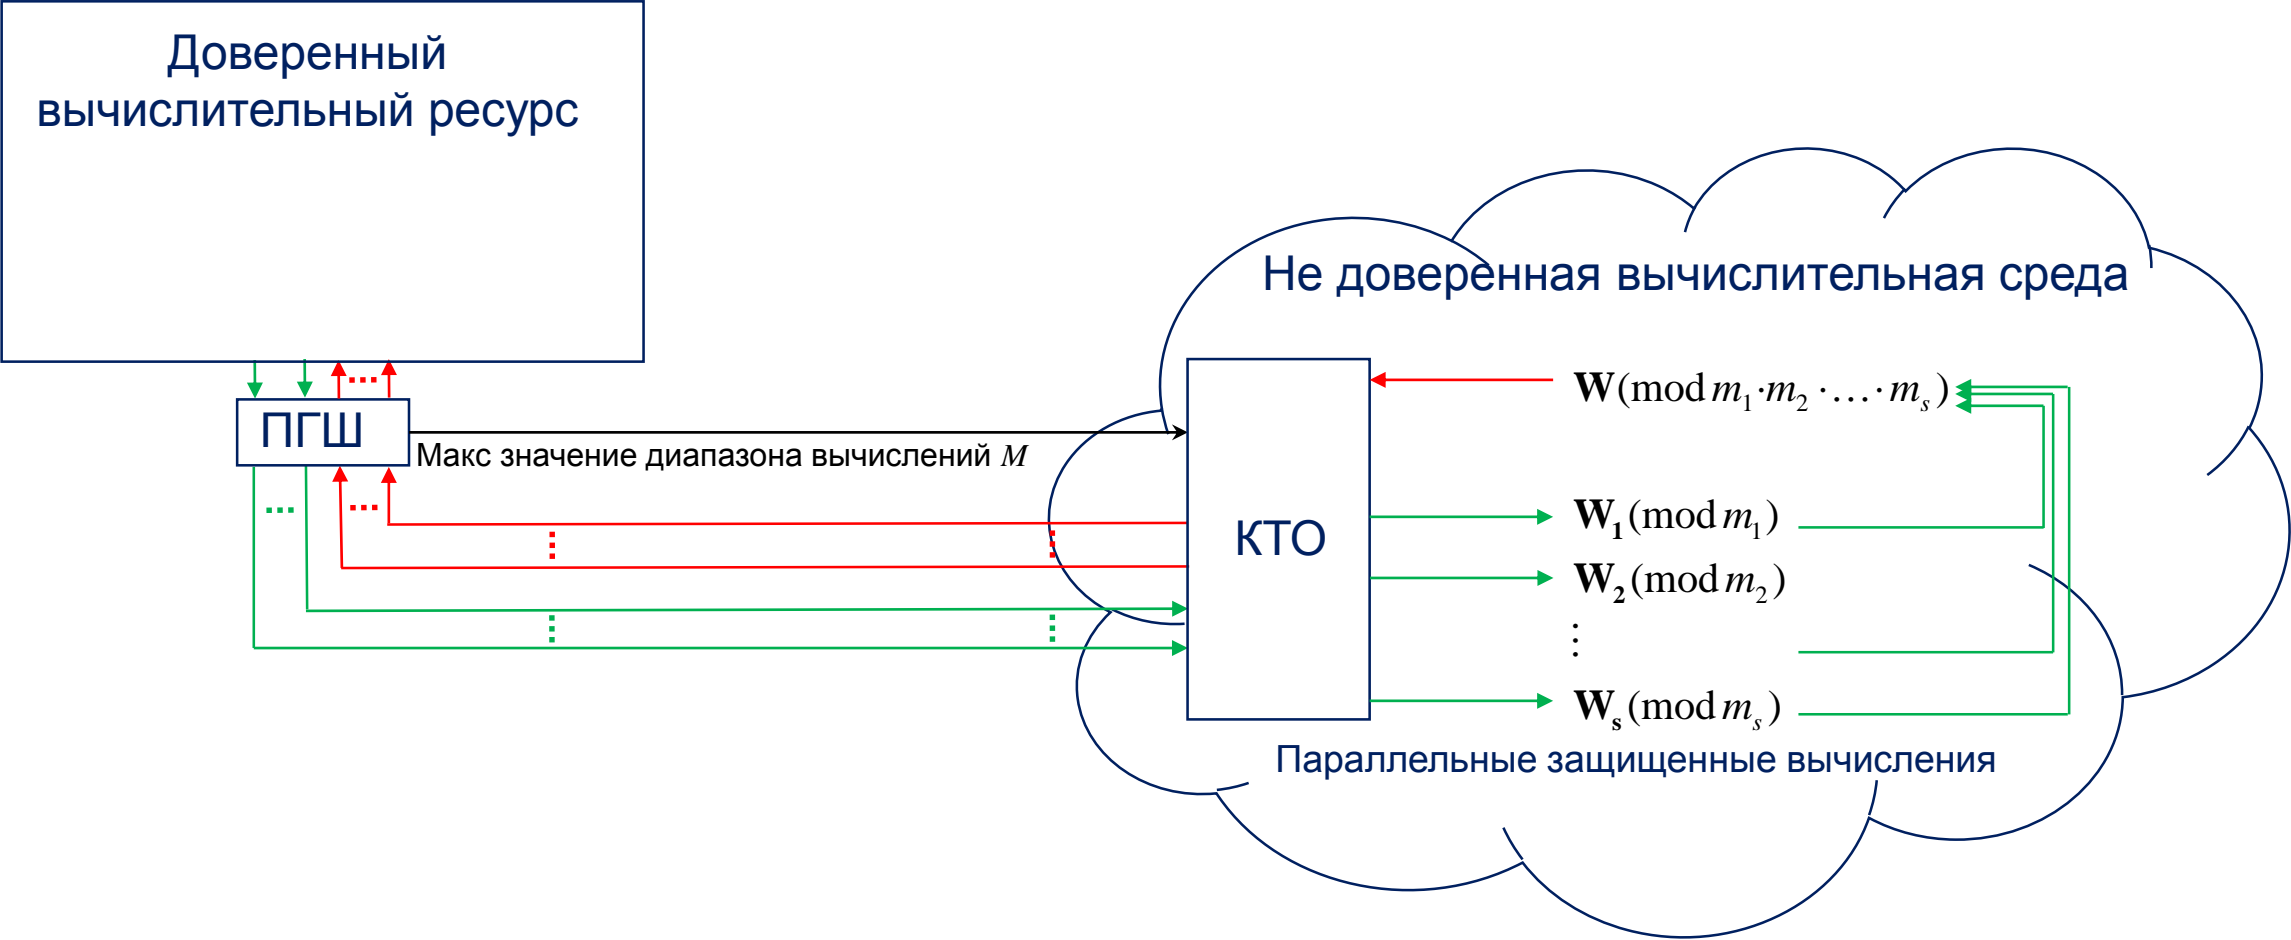 Доверенный
вычислительный ресурс
ПГШ
Макс значение диапазона вычислений M
Не доверенная вычислительная среда
КТО
W(mod m₁·m₂·…·mₛ)
W₁(mod m₁)
W₂(mod m₂)
⋮
Wₛ(mod mₛ)
Параллельные защищенные вычисления